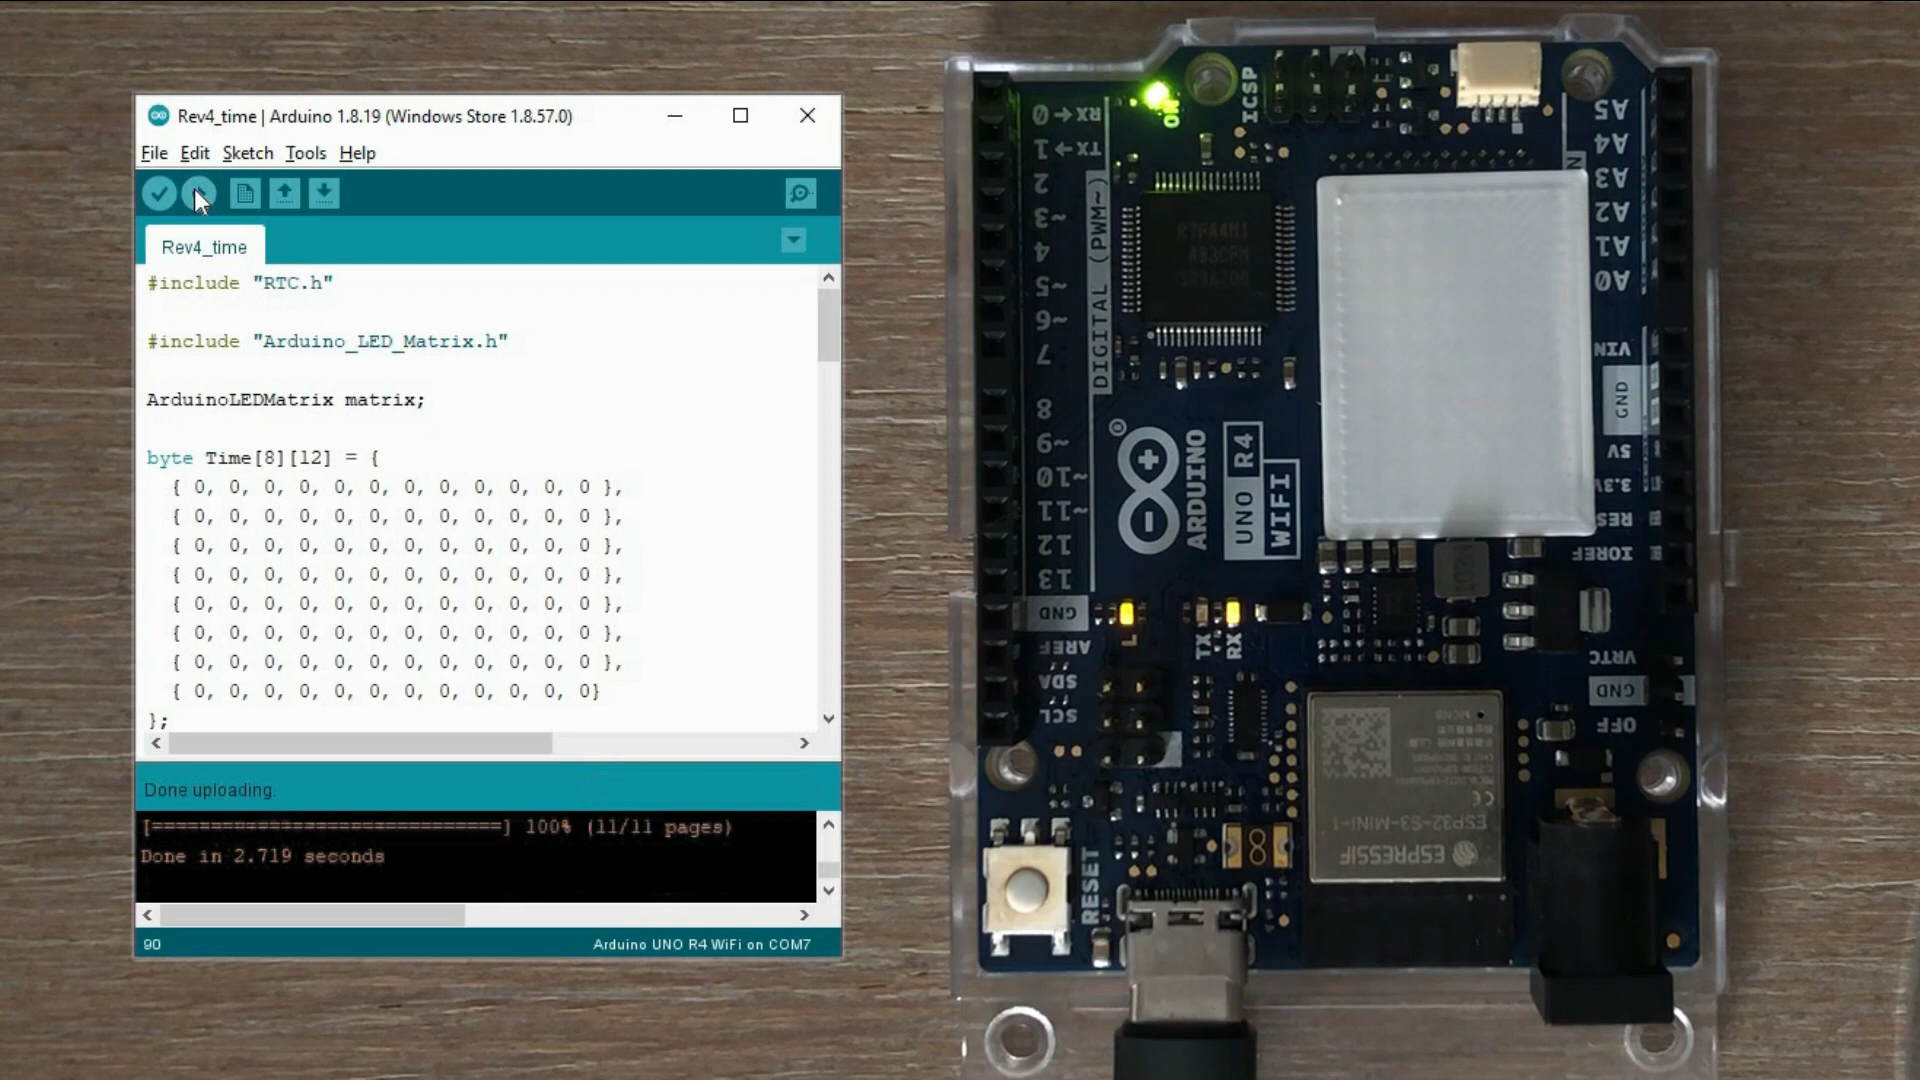 Rev4_time | Arduino 1.8.19 (Windows Store 1.8.57.0)
File Edit Sketch Tools Help
Rev4_time
#include "RTC.h"
#include "Arduino_LED_Matrix.h"
ArduinoLEDMatrix matrix;
byte Time[8][12] = {
{ 0, 0, 0, 0, 0, 0, 0, 0, 0, 0, 0, 0 },
{ 0, 0, 0, 0, 0, 0, 0, 0, 0, 0, 0, 0 },
{ 0, 0, 0, 0, 0, 0, 0, 0, 0, 0, 0, 0 },
{ 0, 0, 0, 0, 0, 0, 0, 0, 0, 0, 0, 0 },
{ 0, 0, 0, 0, 0, 0, 0, 0, 0, 0, 0, 0 },
{ 0, 0, 0, 0, 0, 0, 0, 0, 0, 0, 0, 0 },
{ 0, 0, 0, 0, 0, 0, 0, 0, 0, 0, 0, 0 },
{ 0, 0, 0, 0, 0, 0, 0, 0, 0, 0, 0, 0}
};
Done uploading.
[==============================] 100% (11/11 pages)
Done in 2.719 seconds
90
Arduino UNO R4 WiFi on COM7
RX←0
TX→1
2
~3
4
~5
~6
7
DIGITAL (PWM~)
8
~9
~10
~11
12
13
GND
AREF
SDA
SCL
ON
ICSP
R7FA4M1
AB3CFM
ARDUINO
UNO R4
WIFI
L
TX
RX
RESET
A5
A4
A3
A2
A1
A0
VIN
GND
5V
3.3V
RES
IOREF
VRTC
GND
OFF
ESP32-S3-MINI-1
ESPRESSIF